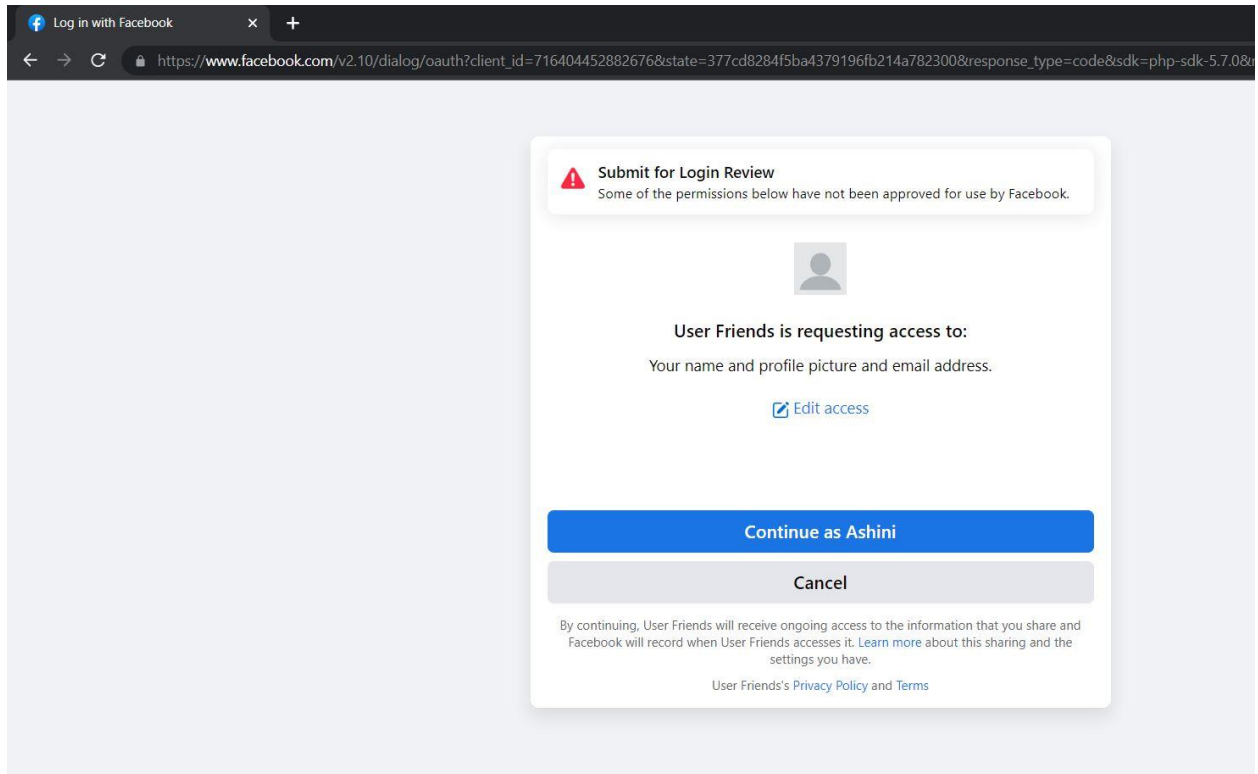 Log in with Facebook
https://www.facebook.com/v2.10/dialog/oauth?client_id=716404452882676&state=377cd8284f5ba4379196fb214a782300&response_type=code&sdk=php-sdk-5.7.0&r
Submit for Login Review
Some of the permissions below have not been approved for use by Facebook.
User Friends is requesting access to:
Your name and profile picture and email address.
Edit access
Continue as Ashini
Cancel
By continuing, User Friends will receive ongoing access to the information that you share and
Facebook will record when User Friends accesses it. Learn more about this sharing and the
settings you have.
User Friends's Privacy Policy and Terms